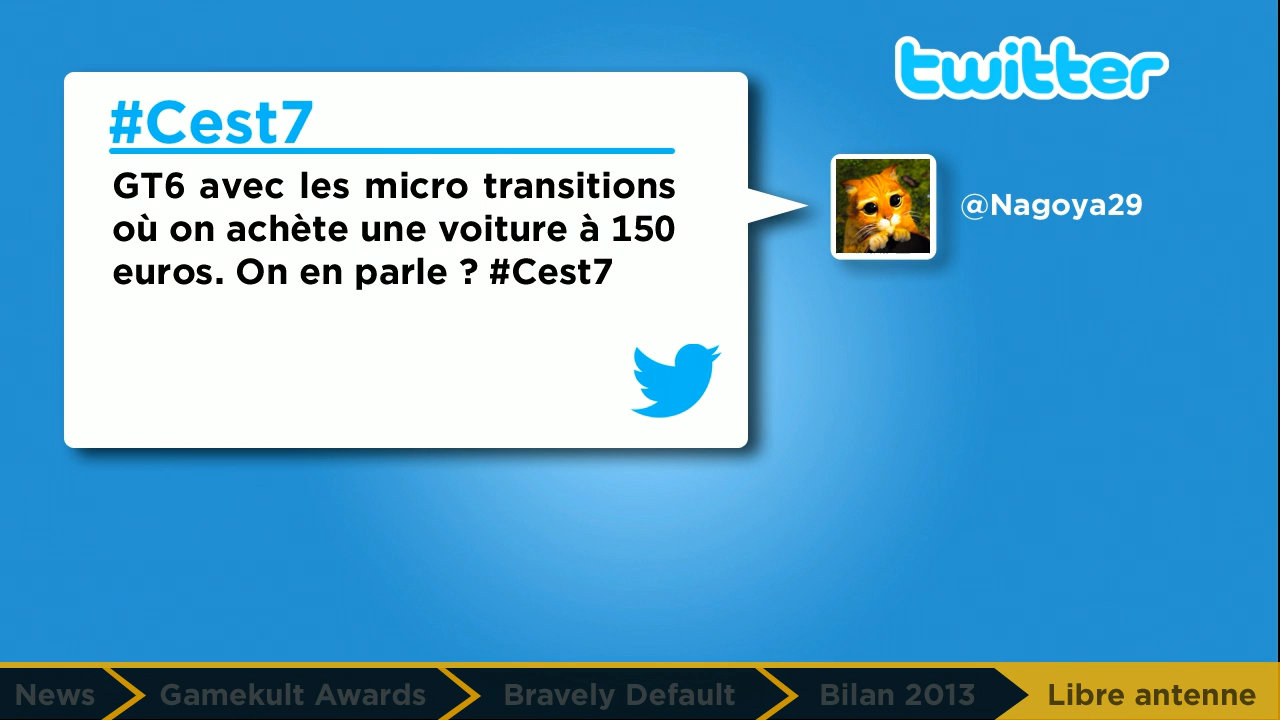 twitter
#Cest7
GT6 avec les micro transitions
où on achète une voiture à 150
euros. On en parle ? #Cest7
@Nagoya29
News
Gamekult Awards
Bravely Default
Bilan 2013
Libre antenne